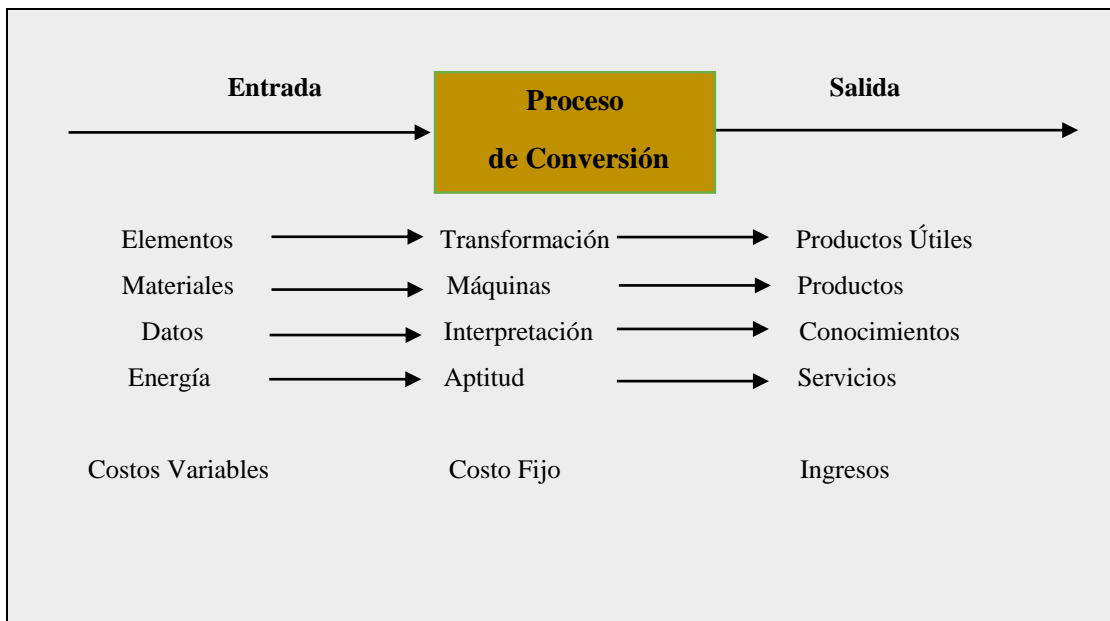 Entrada
Proceso
de Conversión
Salida
Elementos Transformación Productos Útiles
Materiales Máquinas Productos
Datos Interpretación Conocimientos
Energía Aptitud Servicios
Costos Variables Costo Fijo Ingresos